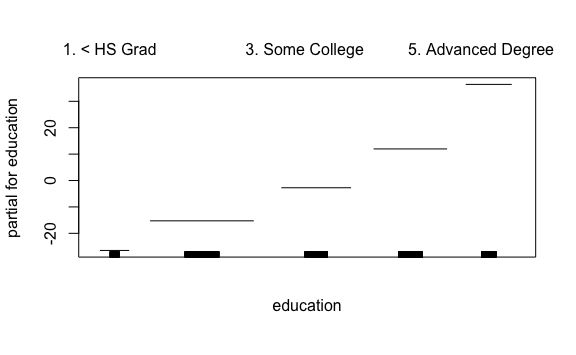 1. < HS Grad 3. Some College 5. Advanced Degree
partial for education
20
0
-20
education